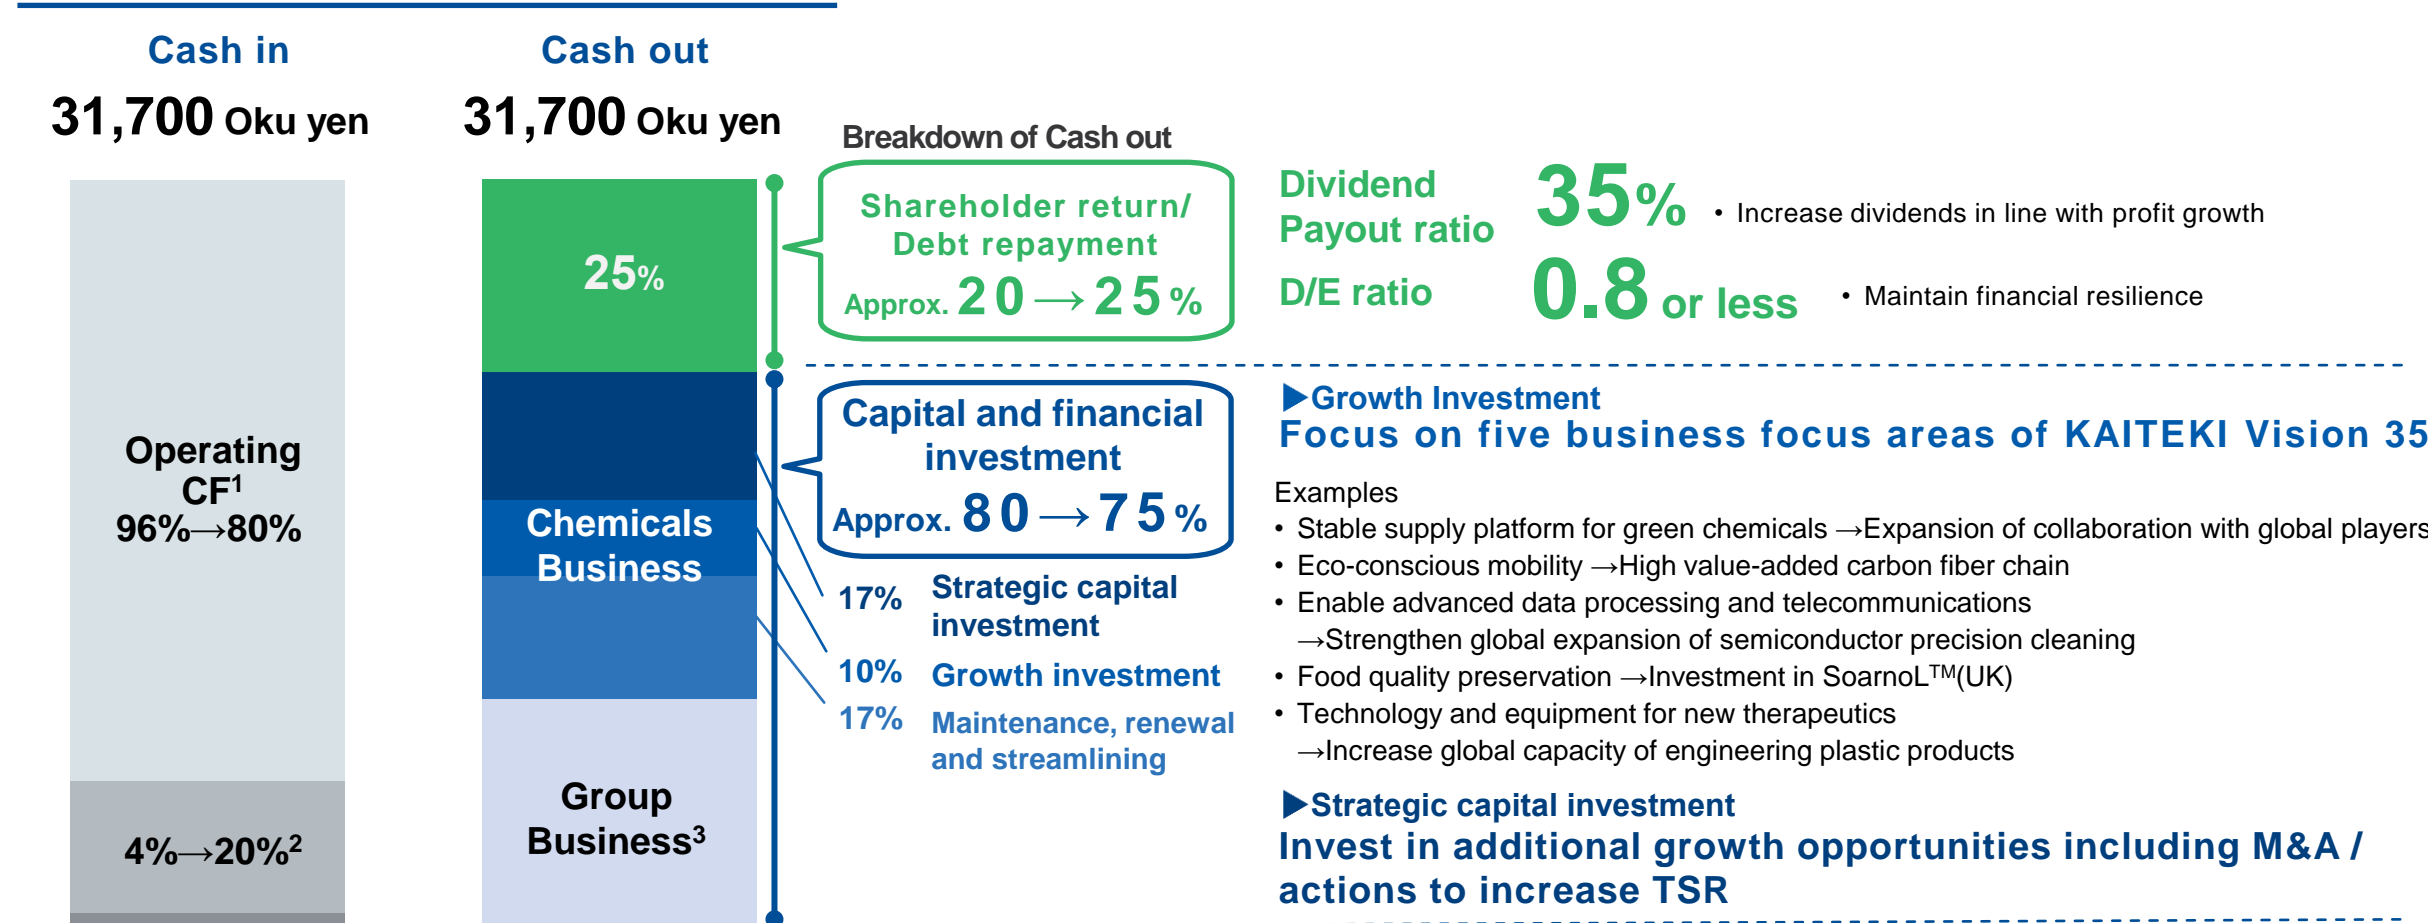 Cash in
31,700 Oku yen
Operating
CF1
96%→80%
4%→20%2
Cash out
31,700 Oku yen
25%
Chemicals
Business
Group
Business3
Breakdown of Cash out
Shareholder return/
Debt repayment
Approx. 20→25%
Capital and financial
investment
Approx. 80→75%
17% Strategic capital
investment
10% Growth investment
17% Maintenance, renewal
and streamlining
Dividend
Payout ratio
35%
• Increase dividends in line with profit growth
D/E ratio 0.8 or less • Maintain financial resilience
▶Growth Investment
Focus on five business focus areas of KAITEKI Vision 35
Examples
• Stable supply platform for green chemicals →Expansion of collaboration with global players
• Eco-conscious mobility →High value-added carbon fiber chain
• Enable advanced data processing and telecommunications
→Strengthen global expansion of semiconductor precision cleaning
• Food quality preservation →Investment in SoarnoL™(UK)
• Technology and equipment for new therapeutics
→Increase global capacity of engineering plastic products
▶Strategic capital investment
Invest in additional growth opportunities including M&A /
actions to increase TSR